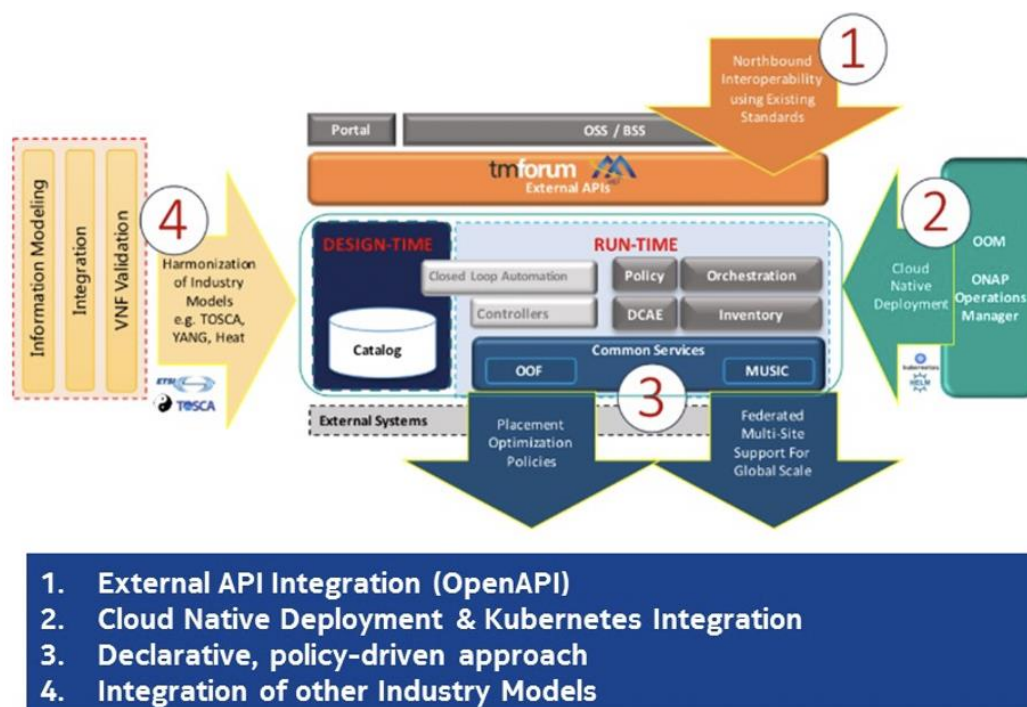 1
Northbound
Interoperability
using Existing
Standards
Portal
OSS / BSS
tmforum
External APIs
Information Modeling
Integration
VNF Validation
4
Harmonization
of Industry
Models
e.g. TOSCA,
YANG, Heat
ETSI
TOSCA
DESIGN-TIME
Catalog
RUN-TIME
Closed Loop Automation
Policy
Orchestration
Controllers
DCAE
Inventory
Common Services
OOF
MUSIC
3
External Systems
Placement
Optimization
Policies
Federated
Multi-Site
Support For
Global Scale
2
Cloud
Native
Deployment
OOM
ONAP
Operations
Manager
kubernetes
HELM
1. External API Integration (OpenAPI)
2. Cloud Native Deployment & Kubernetes Integration
3. Declarative, policy-driven approach
4. Integration of other Industry Models